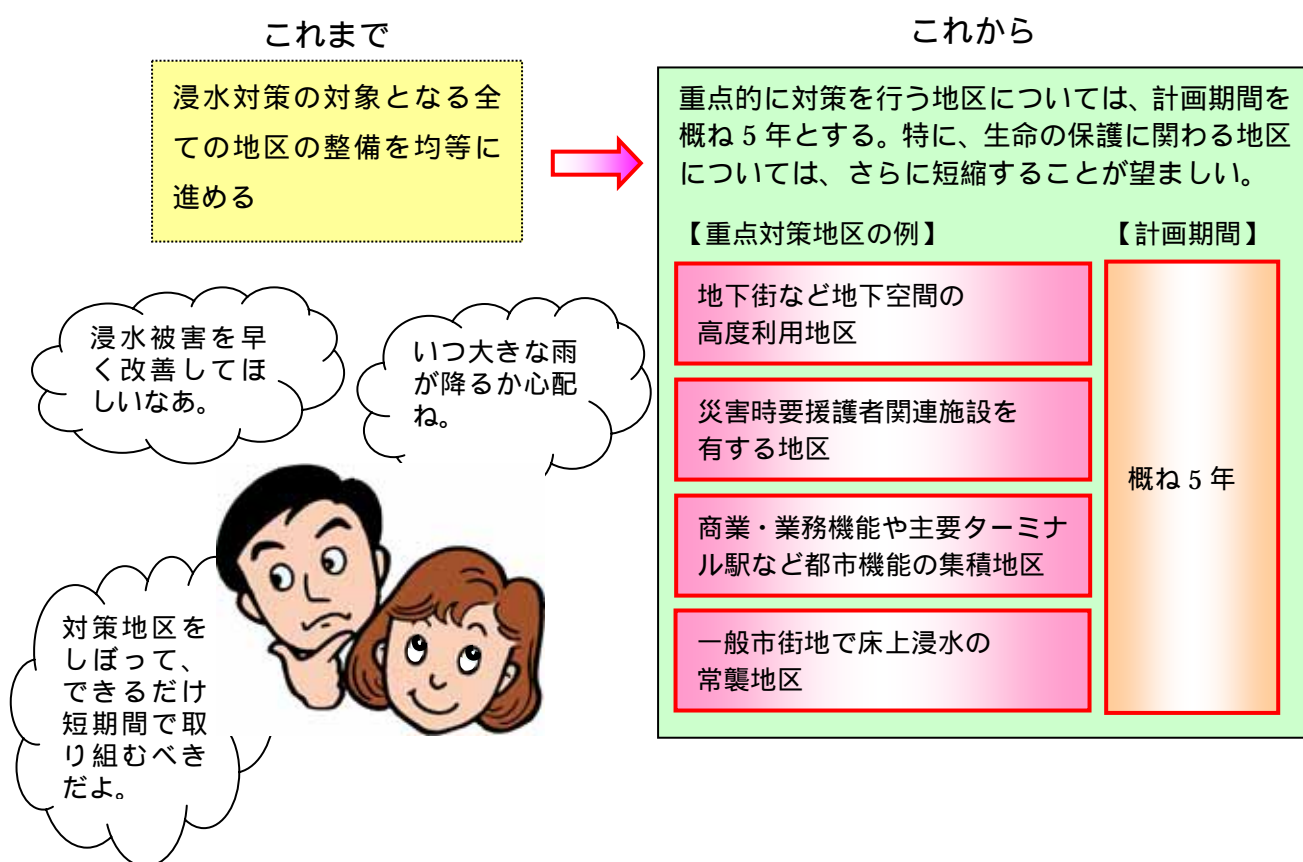 これまで
浸水対策の対象となる全
ての地区の整備を均等に
進める
これから
重点的に対策を行う地区については、計画期間を
概ね5年とする。特に、生命の保護に関わる地区
については、さらに短縮することが望ましい。
【重点対策地区の例】
【計画期間】
地下街など地下空間の
高度利用地区
災害時要援護者関連施設を
有する地区
商業・業務機能や主要ターミナ
ル駅など都市機能の集積地区
一般市街地で床上浸水の
常襲地区
概ね5年
浸水被害を早
く改善してほ
しいなあ。
いつ大きな雨
が降るか心配
ね。
対策地区を
しぼって、
できるだけ
短期間で取
り組むべき
だよ。